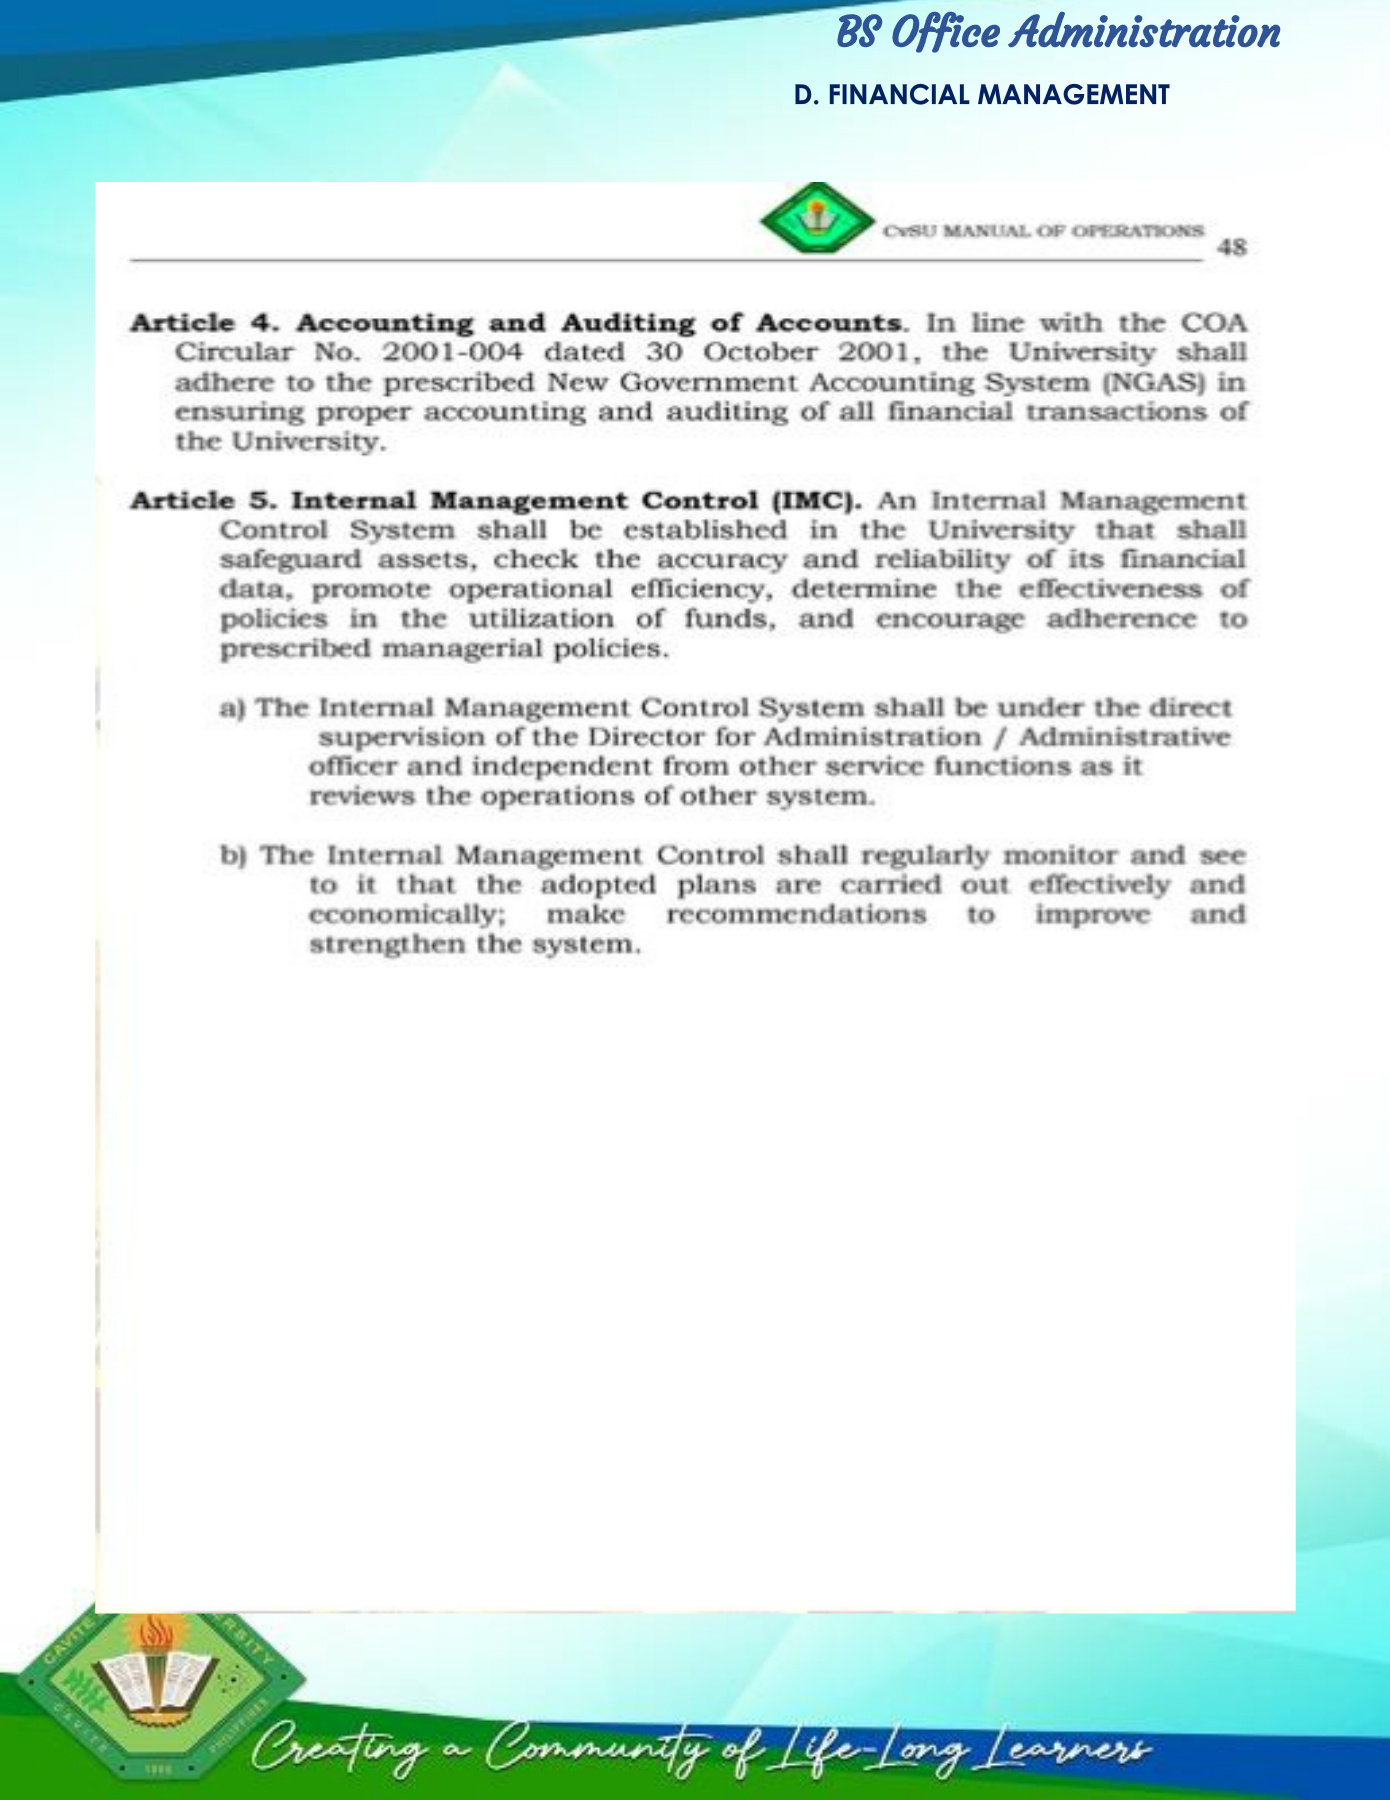 BS Office Administration
D. FINANCIAL MANAGEMENT
CvSU MANUAL OF OPERATIONS
48
Article 4. Accounting and Auditing of Accounts. In line with the COA
Circular No. 2001-004 dated 30 October 2001, the University shall
adhere to the prescribed New Government Accounting System (NGAS) in
ensuring proper accounting and auditing of all financial transactions of
the University.
Article 5. Internal Management Control (IMC). An Internal Management
Control System shall be established in the University that shall
safeguard assets, check the accuracy and reliability of its financial
data, promote operational efficiency, determine the effectiveness of
policies in the utilization of funds, and encourage adherence to
prescribed managerial policies.
a) The Internal Management Control System shall be under the direct
supervision of the Director for Administration / Administrative
officer and independent from other service functions as it
reviews the operations of other system.
b) The Internal Management Control shall regularly monitor and see
to it that the adopted plans are carried out effectively and
economically; make recommendations to improve and
strengthen the system.
CAVITE
CAVITE
PHILIPPINES
Creating a Community of Life-Long Learners